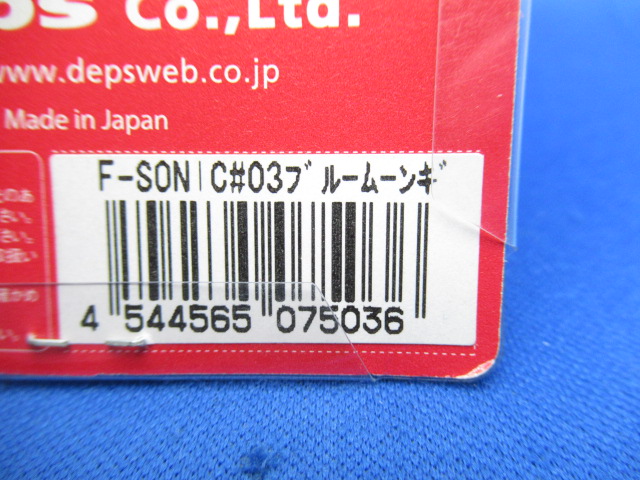 Co.,Ltd.
www.depsweb.co.jp
Made in Japan
F-SONIC#03ブルームーンギ
4 544565 075036